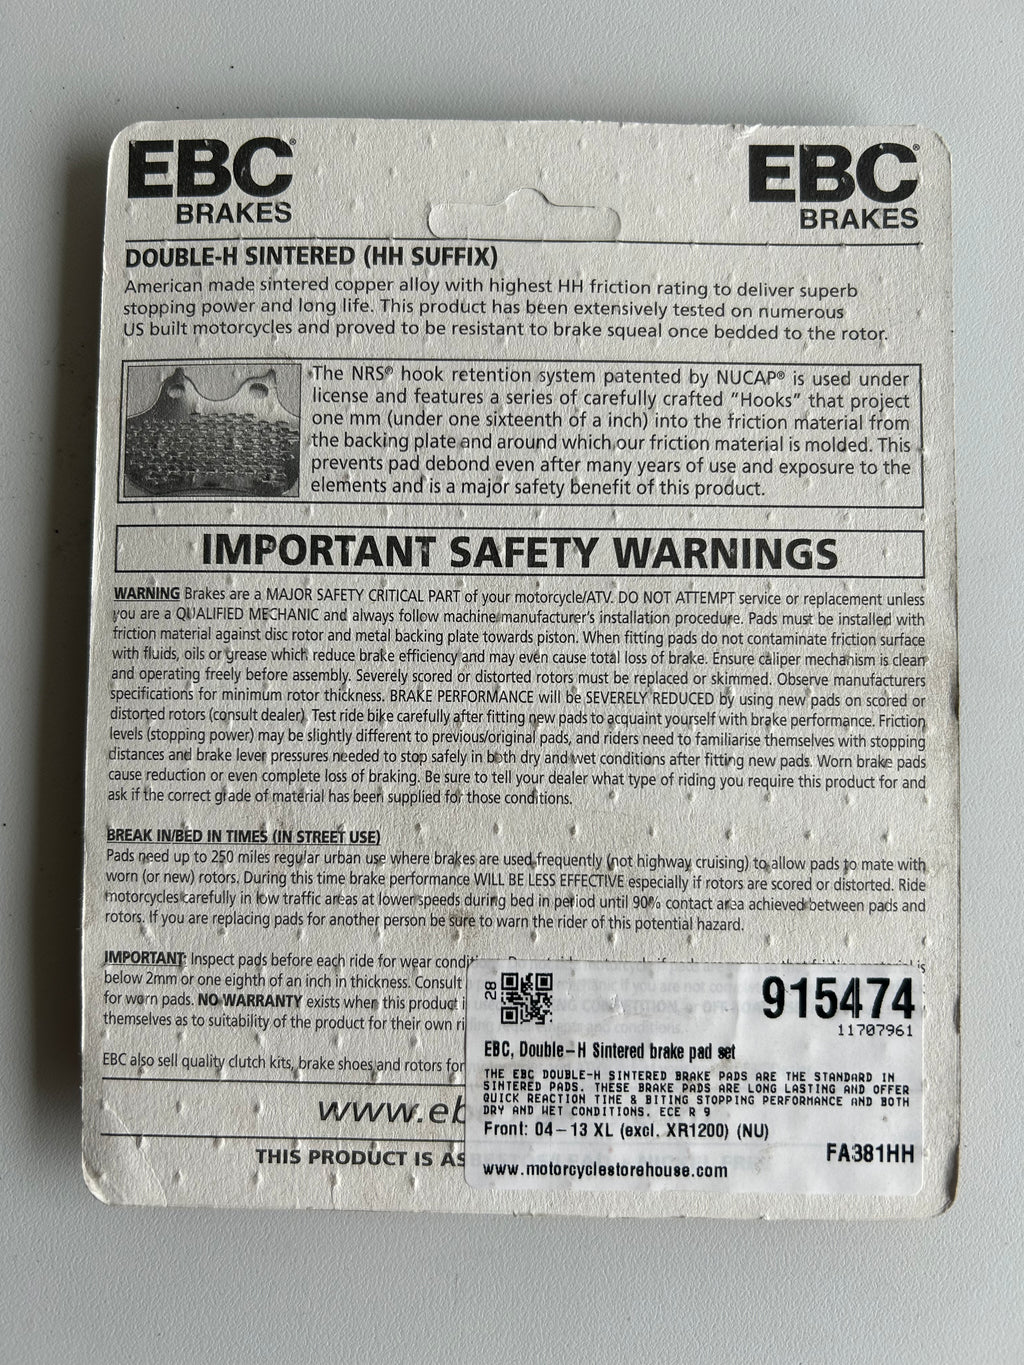 EBC®
BRAKES
EBC®
BRAKES
DOUBLE-H SINTERED (HH SUFFIX)
American made sintered copper alloy with highest HH friction rating to deliver superb
stopping power and long life. This product has been extensively tested on numerous
US built motorcycles and proved to be resistant to brake squeal once bedded to the rotor.
The NRS® hook retention system patented by NUCAP® is used under
license and features a series of carefully crafted "Hooks" that project
one mm (under one sixteenth of a inch) into the friction material from
the backing plate and around which our friction material is molded. This
prevents pad debond even after many years of use and exposure to the
elements and is a major safety benefit of this product.
IMPORTANT SAFETY WARNINGS
WARNING Brakes are a MAJOR SAFETY CRITICAL PART of your motorcycle/ATV. DO NOT ATTEMPT service or replacement unless
you are a QUALIFIED MECHANIC and always follow machine manufacturer's installation procedure. Pads must be installed with
friction material against disc rotor and metal backing plate towards piston. When fitting pads do not contaminate friction surface
with fluids, oils or grease which reduce brake efficiency and may even cause total loss of brake. Ensure caliper mechanism is clean
and operating freely before assembly. Severely scored or distorted rotors must be replaced or skimmed. Observe manufacturers
specifications for minimum rotor thickness. BRAKE PERFORMANCE will be SEVERELY REDUCED by using new pads on scored or
distorted rotors (consult dealer). Test ride bike carefully after fitting new pads to acquaint yourself with brake performance. Friction
levels (stopping power) may be slightly different to previous/original pads, and riders need to familiarise themselves with stopping
distances and brake lever pressures needed to stop safely in both dry and wet conditions after fitting new pads. Worn brake pads
cause reduction or even complete loss of braking. Be sure to tell your dealer what type of riding you require this product for and
ask if the correct grade of material has been supplied for those conditions.
BREAK IN/BED IN TIMES (IN STREET USE)
Pads need up to 250 miles regular urban use where brakes are used frequently (not highway cruising) to allow pads to mate with
worn (or new) rotors. During this time brake performance WILL BE LESS EFFECTIVE especially if rotors are scored or distorted. Ride
motorcycles carefully in low traffic areas at lower speeds during bed in period until 90% contact area achieved between pads and
rotors. If you are replacing pads for another person be sure to warn the rider of this potential hazard.
IMPORTANT: Inspect pads before each ride for wear
below 2mm or one eighth of an inch in thickness. Consult
for worn pads. NO WARRANTY exists when this product
themselves as to suitability of the product for their own
EBC also sell quality clutch kits, brake shoes and rotors for
www.eb
THIS PRODUCT IS AS
28
915474
11707961
EBC, Double-H Sintered brake pad set
THE EBC DOUBLE-H SINTERED BRAKE PADS ARE THE STANDARD IN
SINTERED PADS. THESE BRAKE PADS ARE LONG LASTING AND OFFER
QUICK REACTION TIME & BITING STOPPING PERFORMANCE AND BOTH
DRY AND WET CONDITIONS. ECE R 9
Front: 04-13 XL (excl. XR1200) (NU)
FA381HH
www.motorcyclestorehouse.com